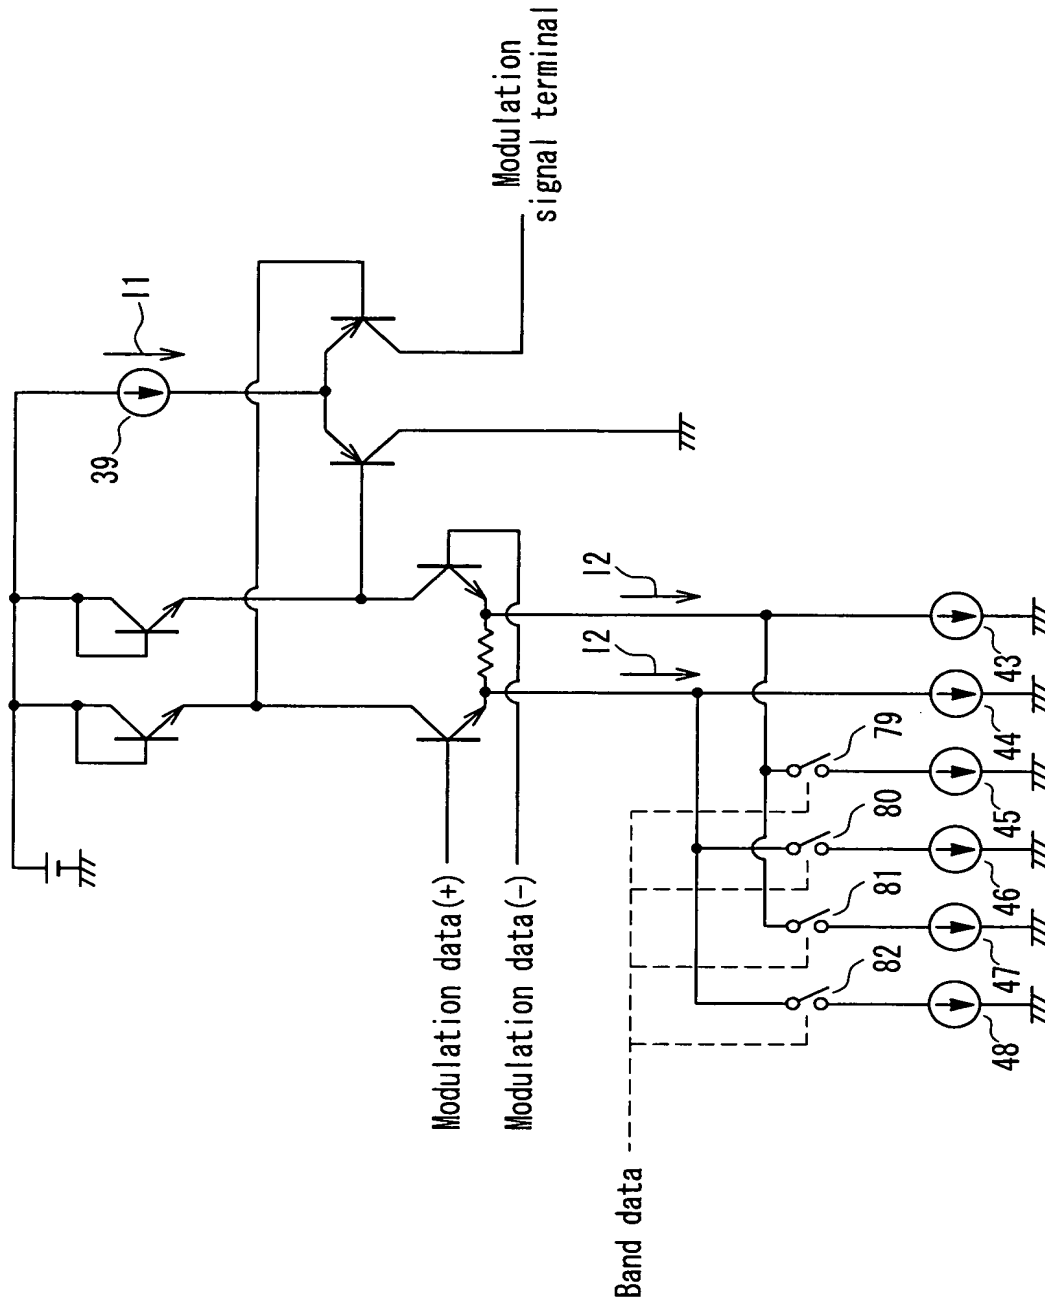 39
I1
Modulation
signal terminal
I2
I2
Modulation data(+)
Modulation data(-)
Band data
82
81
80
79
48
47
46
45
44
43